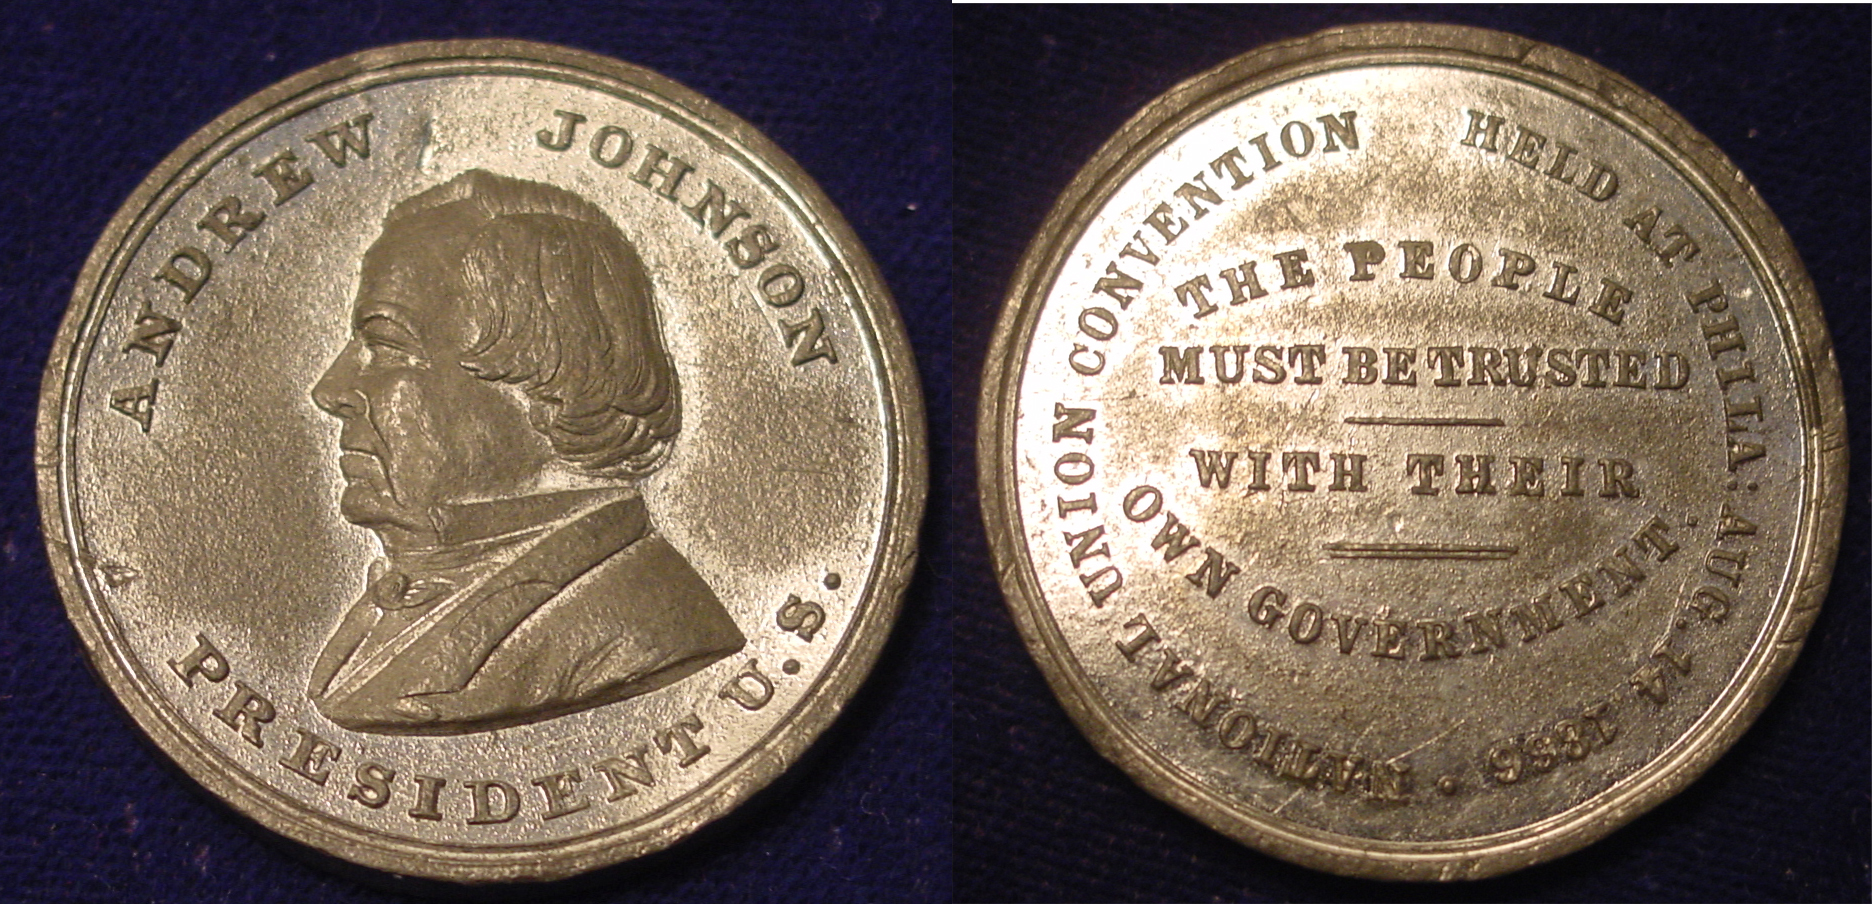 ANDREW JOHNSON
PRESIDENT U.S.
NATIONAL UNION CONVENTION HELD AT PHILA: AUG. 14. 1866 •
THE PEOPLE
MUST BE TRUSTED
WITH THEIR
OWN GOVERNMENT.